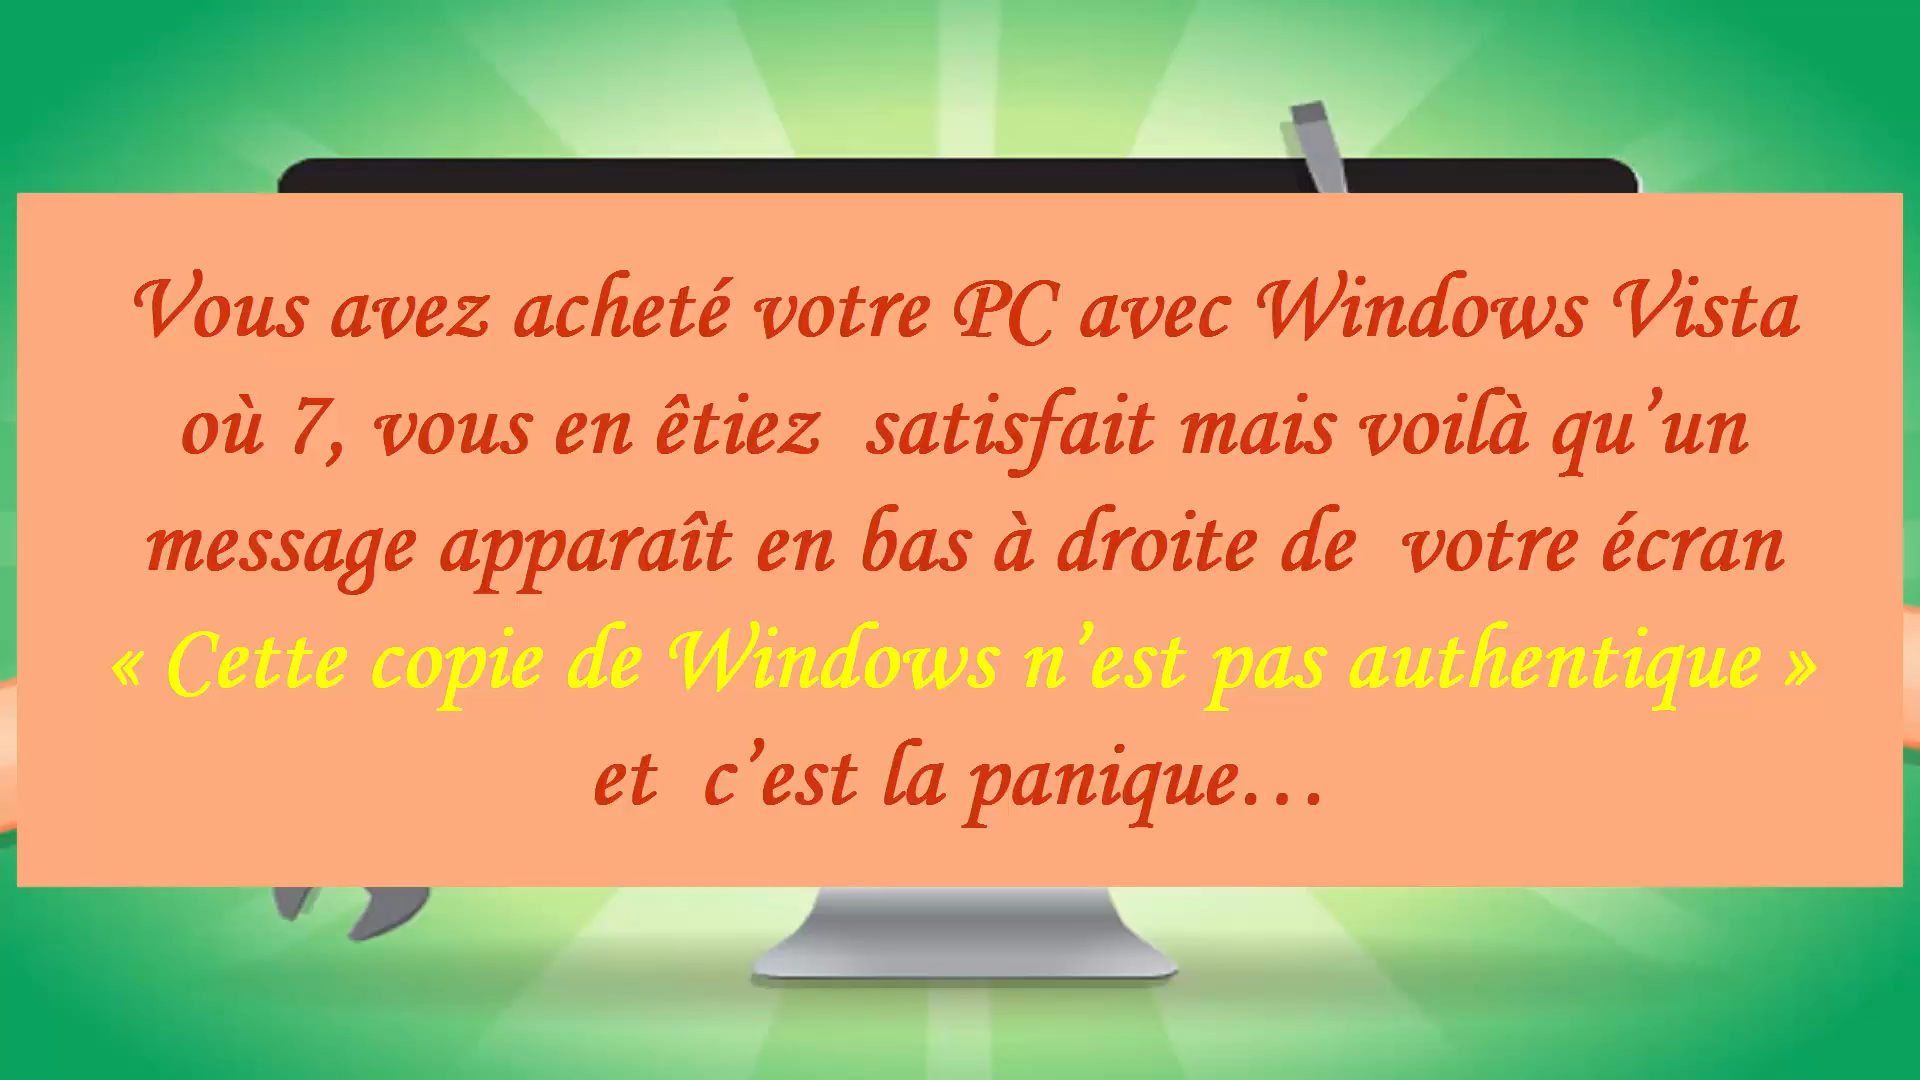 Vous avez acheté votre PC avec Windows Vista
où 7, vous en êtiez satisfait mais voilà qu’un
message apparaît en bas à droite de votre écran
« Cette copie de Windows n’est pas authentique »
et c’est la panique…